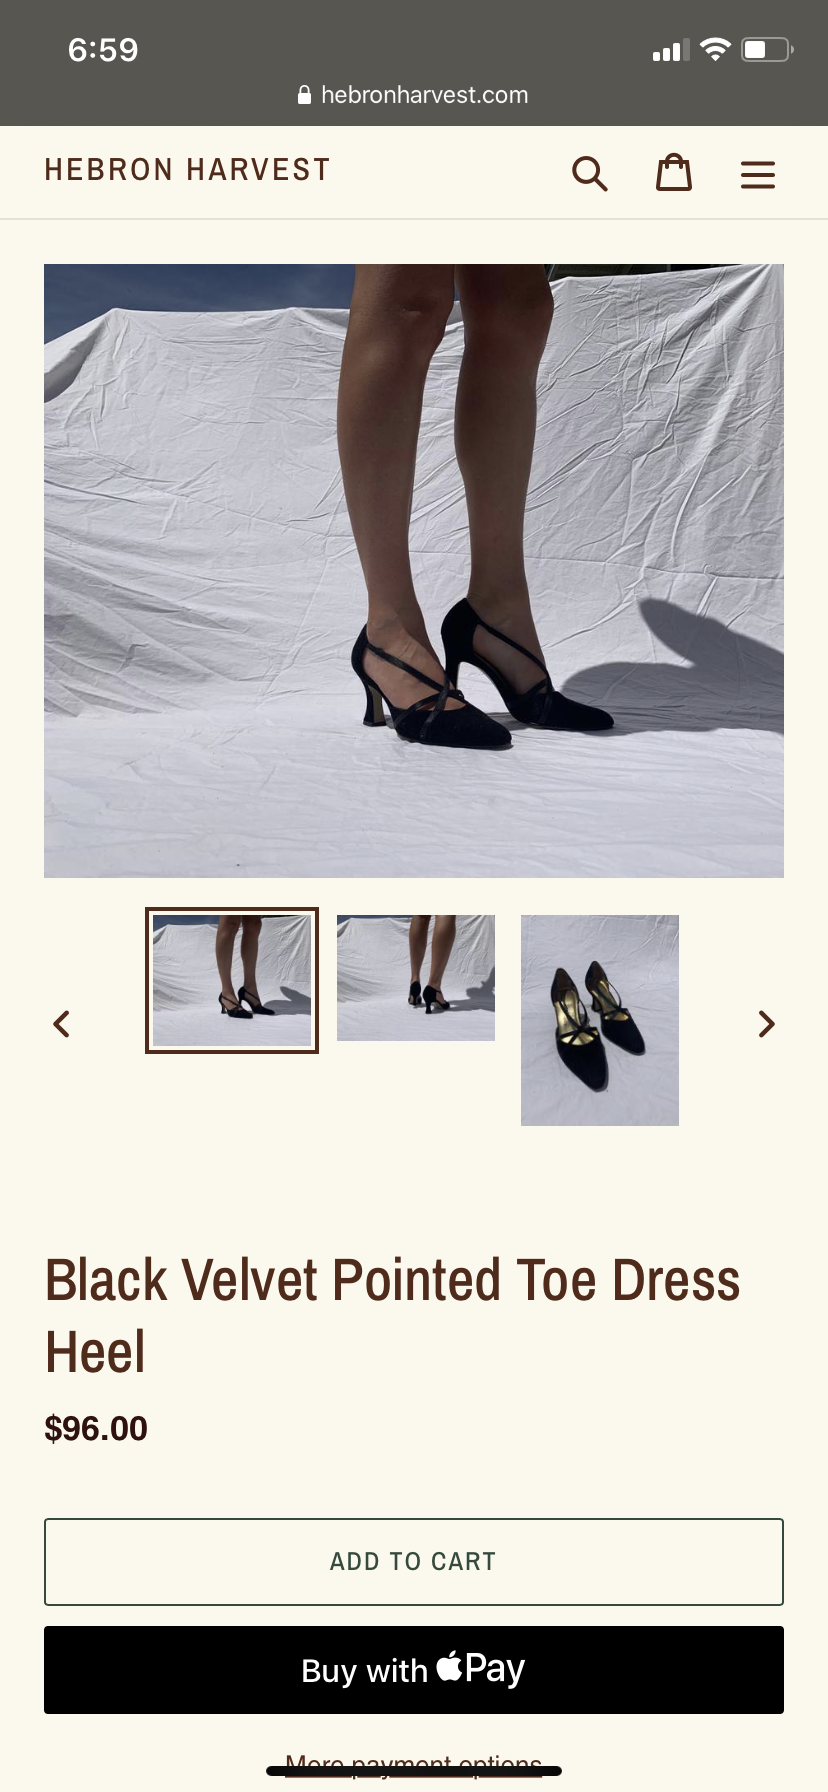 6:59
hebronharvest.com
HEBRON HARVEST
Black Velvet Pointed Toe Dress
Heel
$96.00
ADD TO CART
Buy with Pay
More payment options